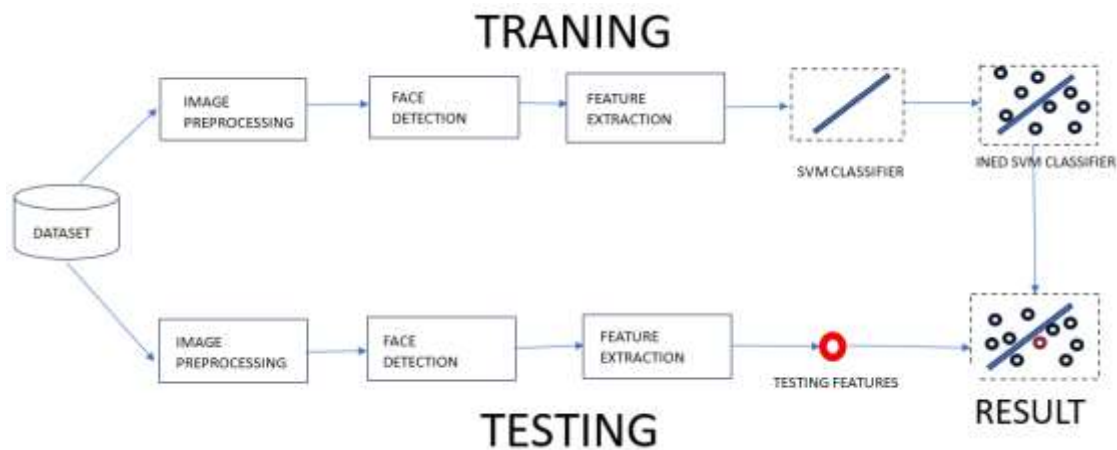 TRANING
IMAGE
PREPROCESSING
FACE
DETECTION
FEATURE
EXTRACTION
SVM CLASSIFIER
INED SVM CLASSIFIER
DATASET
IMAGE
PREPROCESSING
FACE
DETECTION
FEATURE
EXTRACTION
TESTING FEATURES
RESULT
TESTING